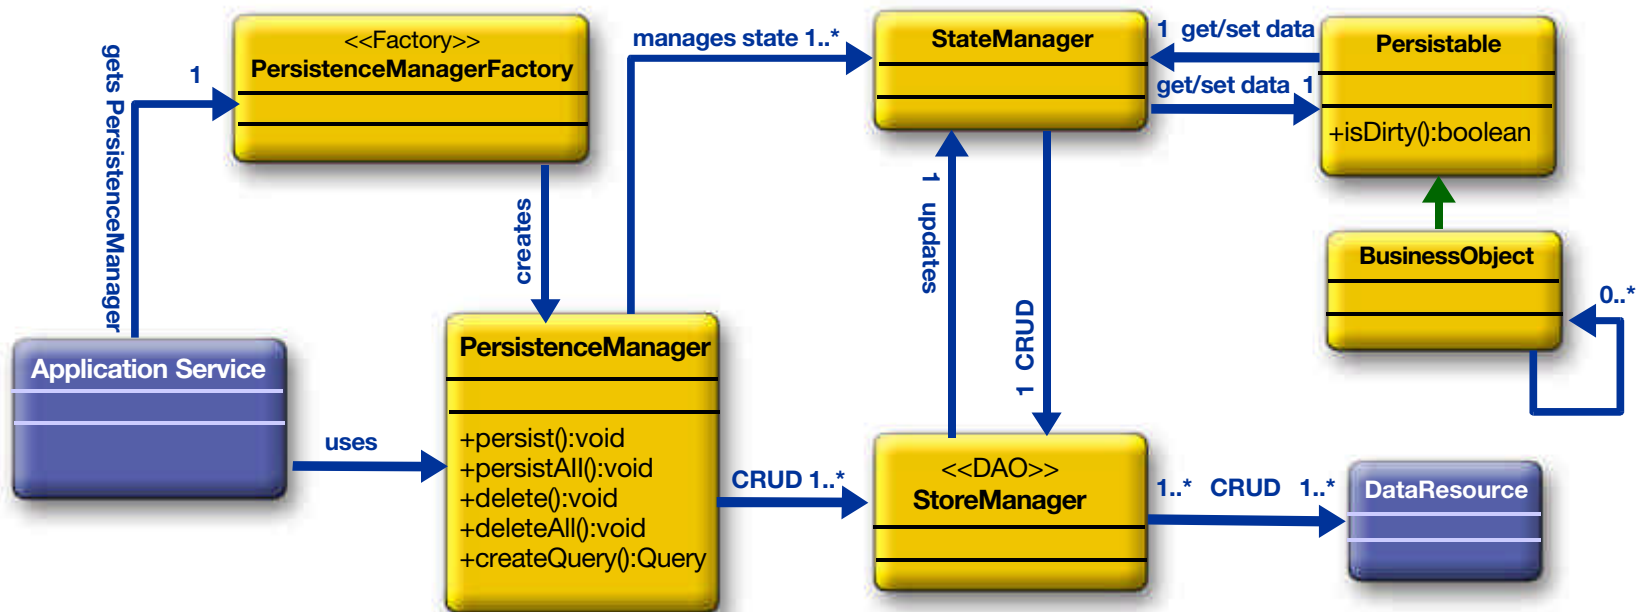 <<Factory>>
PersistenceManagerFactory
gets PersistenceManager
1
creates
manages state 1..*
StateManager
1 get/set data
get/set data 1
Persistable
+isDirty():boolean
BusinessObject
0..*
1 updates
1 CRUD
Application Service
uses
PersistenceManager
+persist():void
+persistAll():void
+delete():void
+deleteAll():void
+createQuery():Query
CRUD 1..*
<<DAO>>
StoreManager
1..* CRUD 1..*
DataResource